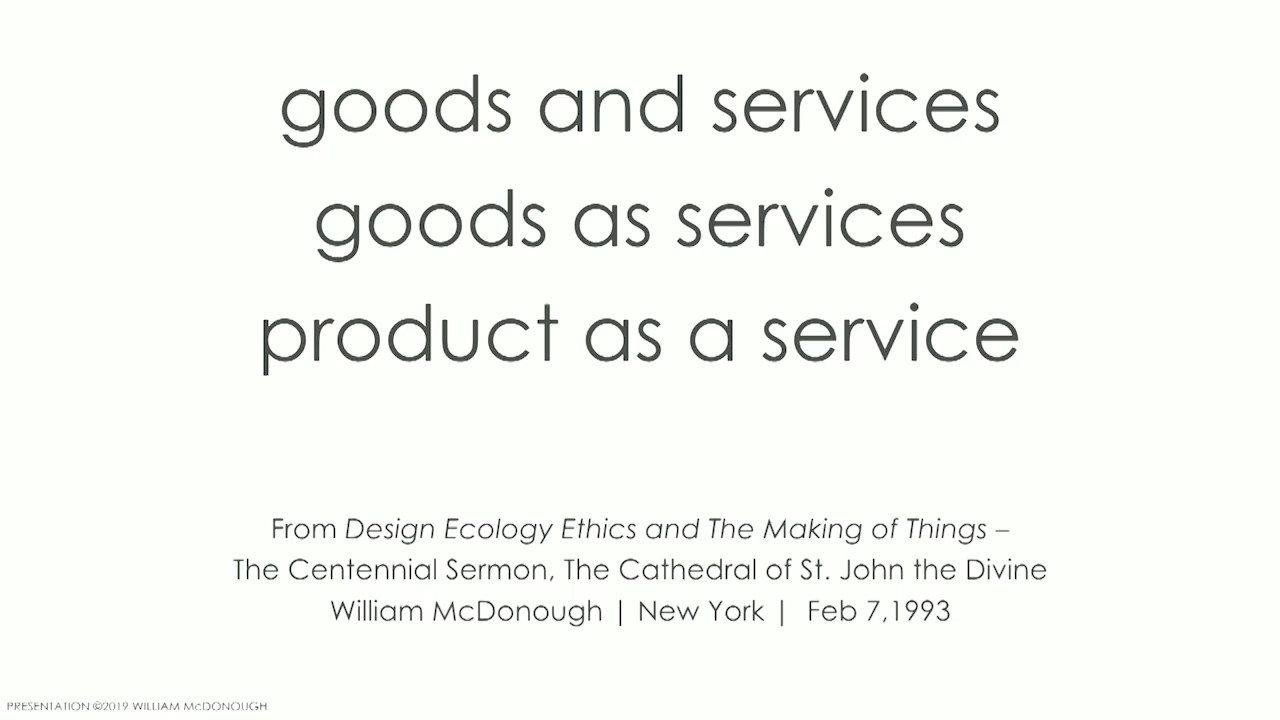 goods and services
goods as services
product as a service
From Design Ecology Ethics and The Making of Things –
The Centennial Sermon, The Cathedral of St. John the Divine
William McDonough | New York | Feb 7,1993
PRESENTATION ©2019 WILLIAM McDONOUGH